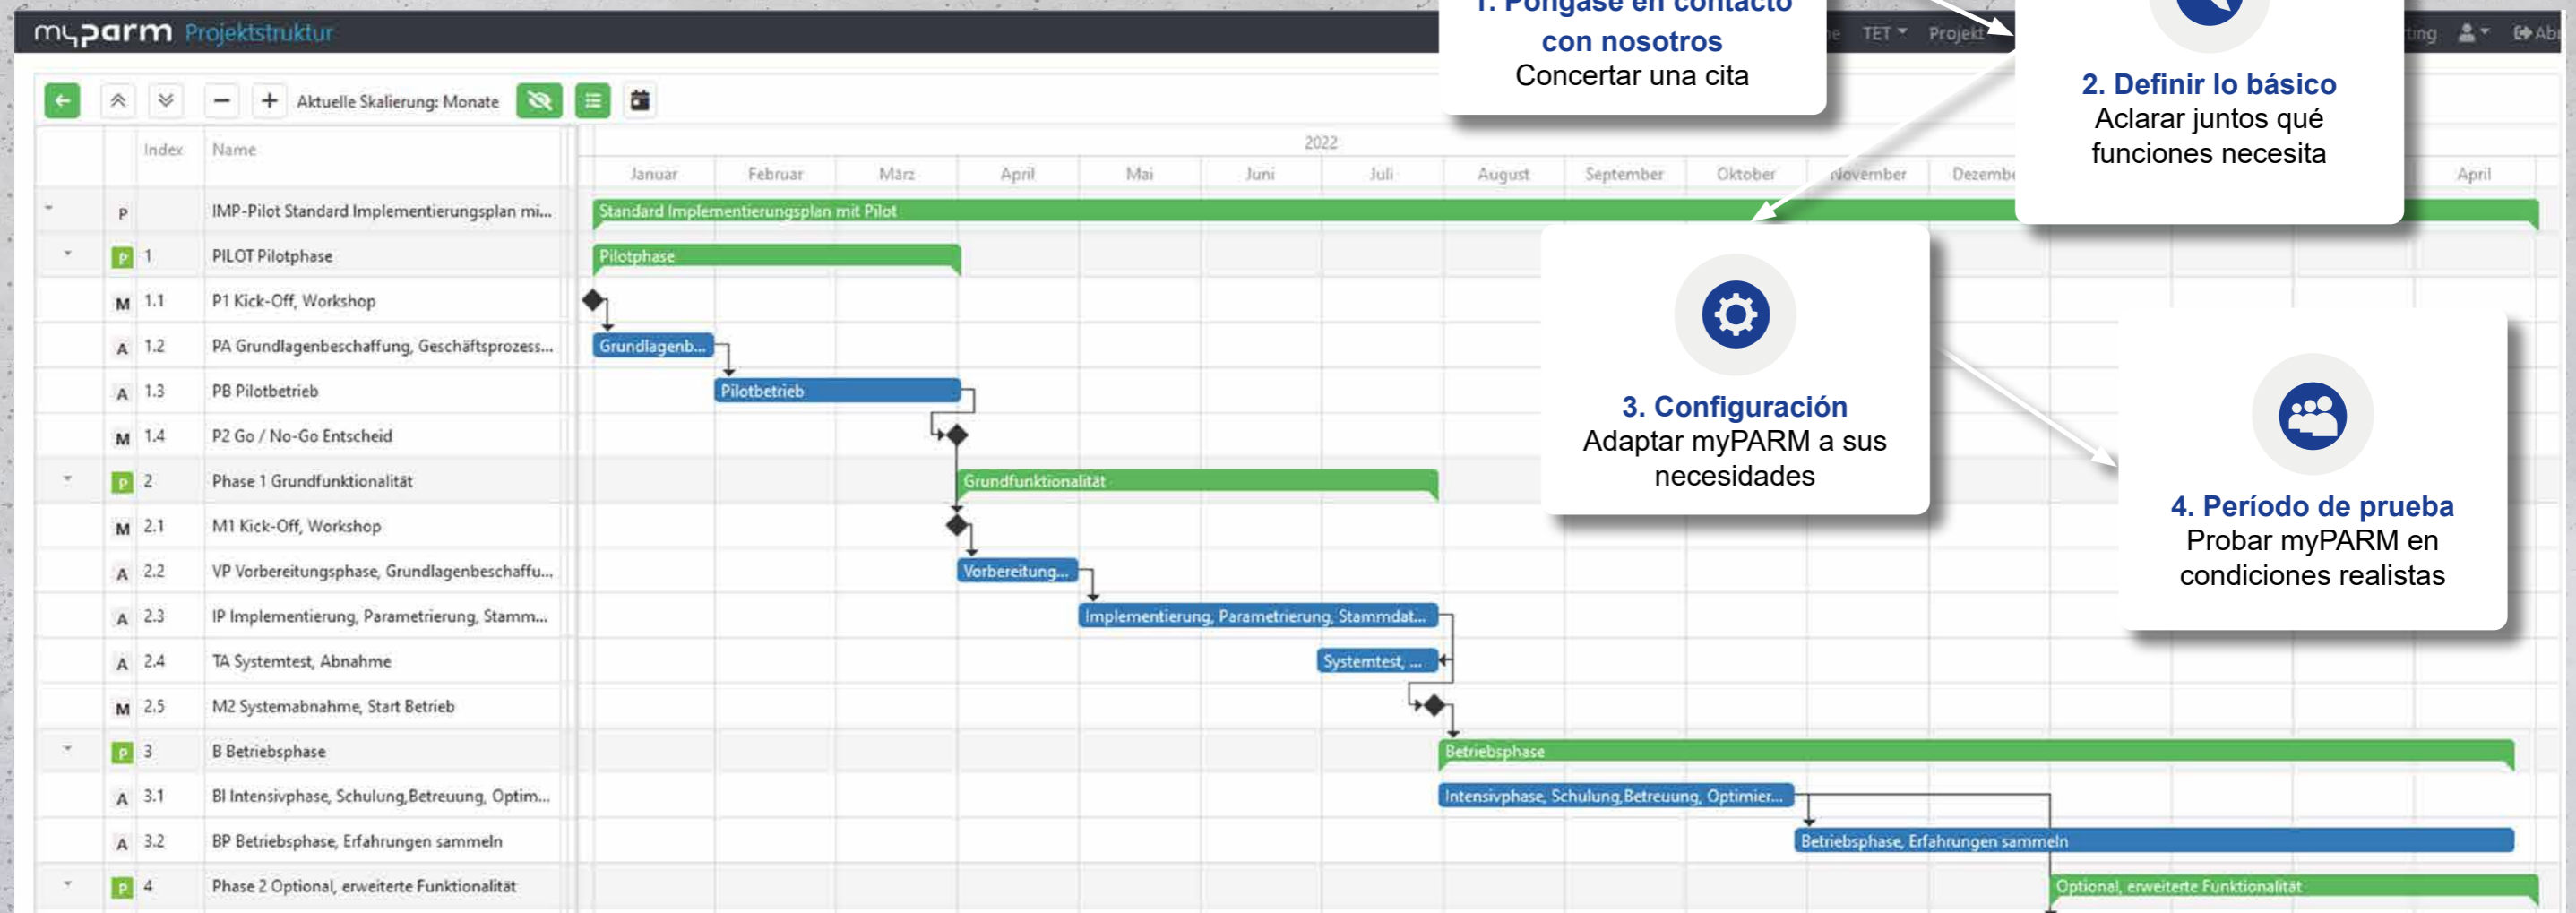 1. Póngase en contacto
con nosotros
Concertar una cita
2. Definir lo básico
Aclarar juntos qué
funciones necesita
3. Configuración
Adaptar myPARM a sus
necesidades
4. Período de prueba
Probar myPARM en
condiciones realistas
myparm Projektstruktur
TET Projekt
Aktuelle Skalierung: Monate
Index Name
2022
Januar Februar März April Mai Juni Juli August September Oktober November Dezembe April
P IMP-Pilot Standard Implementierungsplan mi... Standard Implementierungsplan mit Pilot
P 1 PILOT Pilotphase Pilotphase
M 1.1 P1 Kick-Off, Workshop
A 1.2 PA Grundlagenbeschaffung, Geschäftsprozess... Grundlagenb...
A 1.3 PB Pilotbetrieb Pilotbetrieb
M 1.4 P2 Go / No-Go Entscheid
P 2 Phase 1 Grundfunktionalität Grundfunktionalität
M 2.1 M1 Kick-Off, Workshop
A 2.2 VP Vorbereitungsphase, Grundlagenbeschaffu... Vorbereitung...
A 2.3 IP Implementierung, Parametrierung, Stamm... Implementierung, Parametrierung, Stammdat...
A 2.4 TA Systemtest, Abnahme Systemtest, ...
M 2.5 M2 Systemabnahme, Start Betrieb
P 3 B Betriebsphase Betriebsphase
A 3.1 BI Intensivphase, Schulung,Betreuung, Optim... Intensivphase, Schulung,Betreuung, Optimier...
A 3.2 BP Betriebsphase, Erfahrungen sammeln Betriebsphase, Erfahrungen sammeln
P 4 Phase 2 Optional, erweiterte Funktionalität Optional, erweiterte Funktionalität